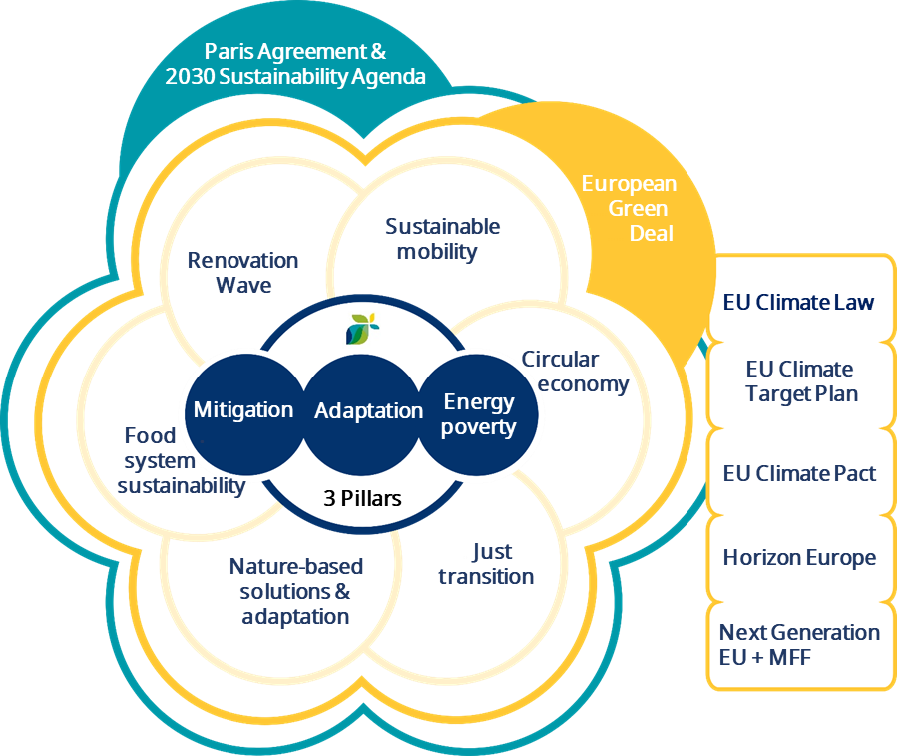 Paris Agreement &
2030 Sustainability Agenda
European
Green
Deal
Sustainable
mobility
Renovation
Wave
Circular
economy
Mitigation
Adaptation
Energy
poverty
Food
system
sustainability
3 Pillars
Nature-based
solutions &
adaptation
Just
transition
EU Climate Law
EU Climate
Target Plan
EU Climate Pact
Horizon Europe
Next Generation
EU + MFF